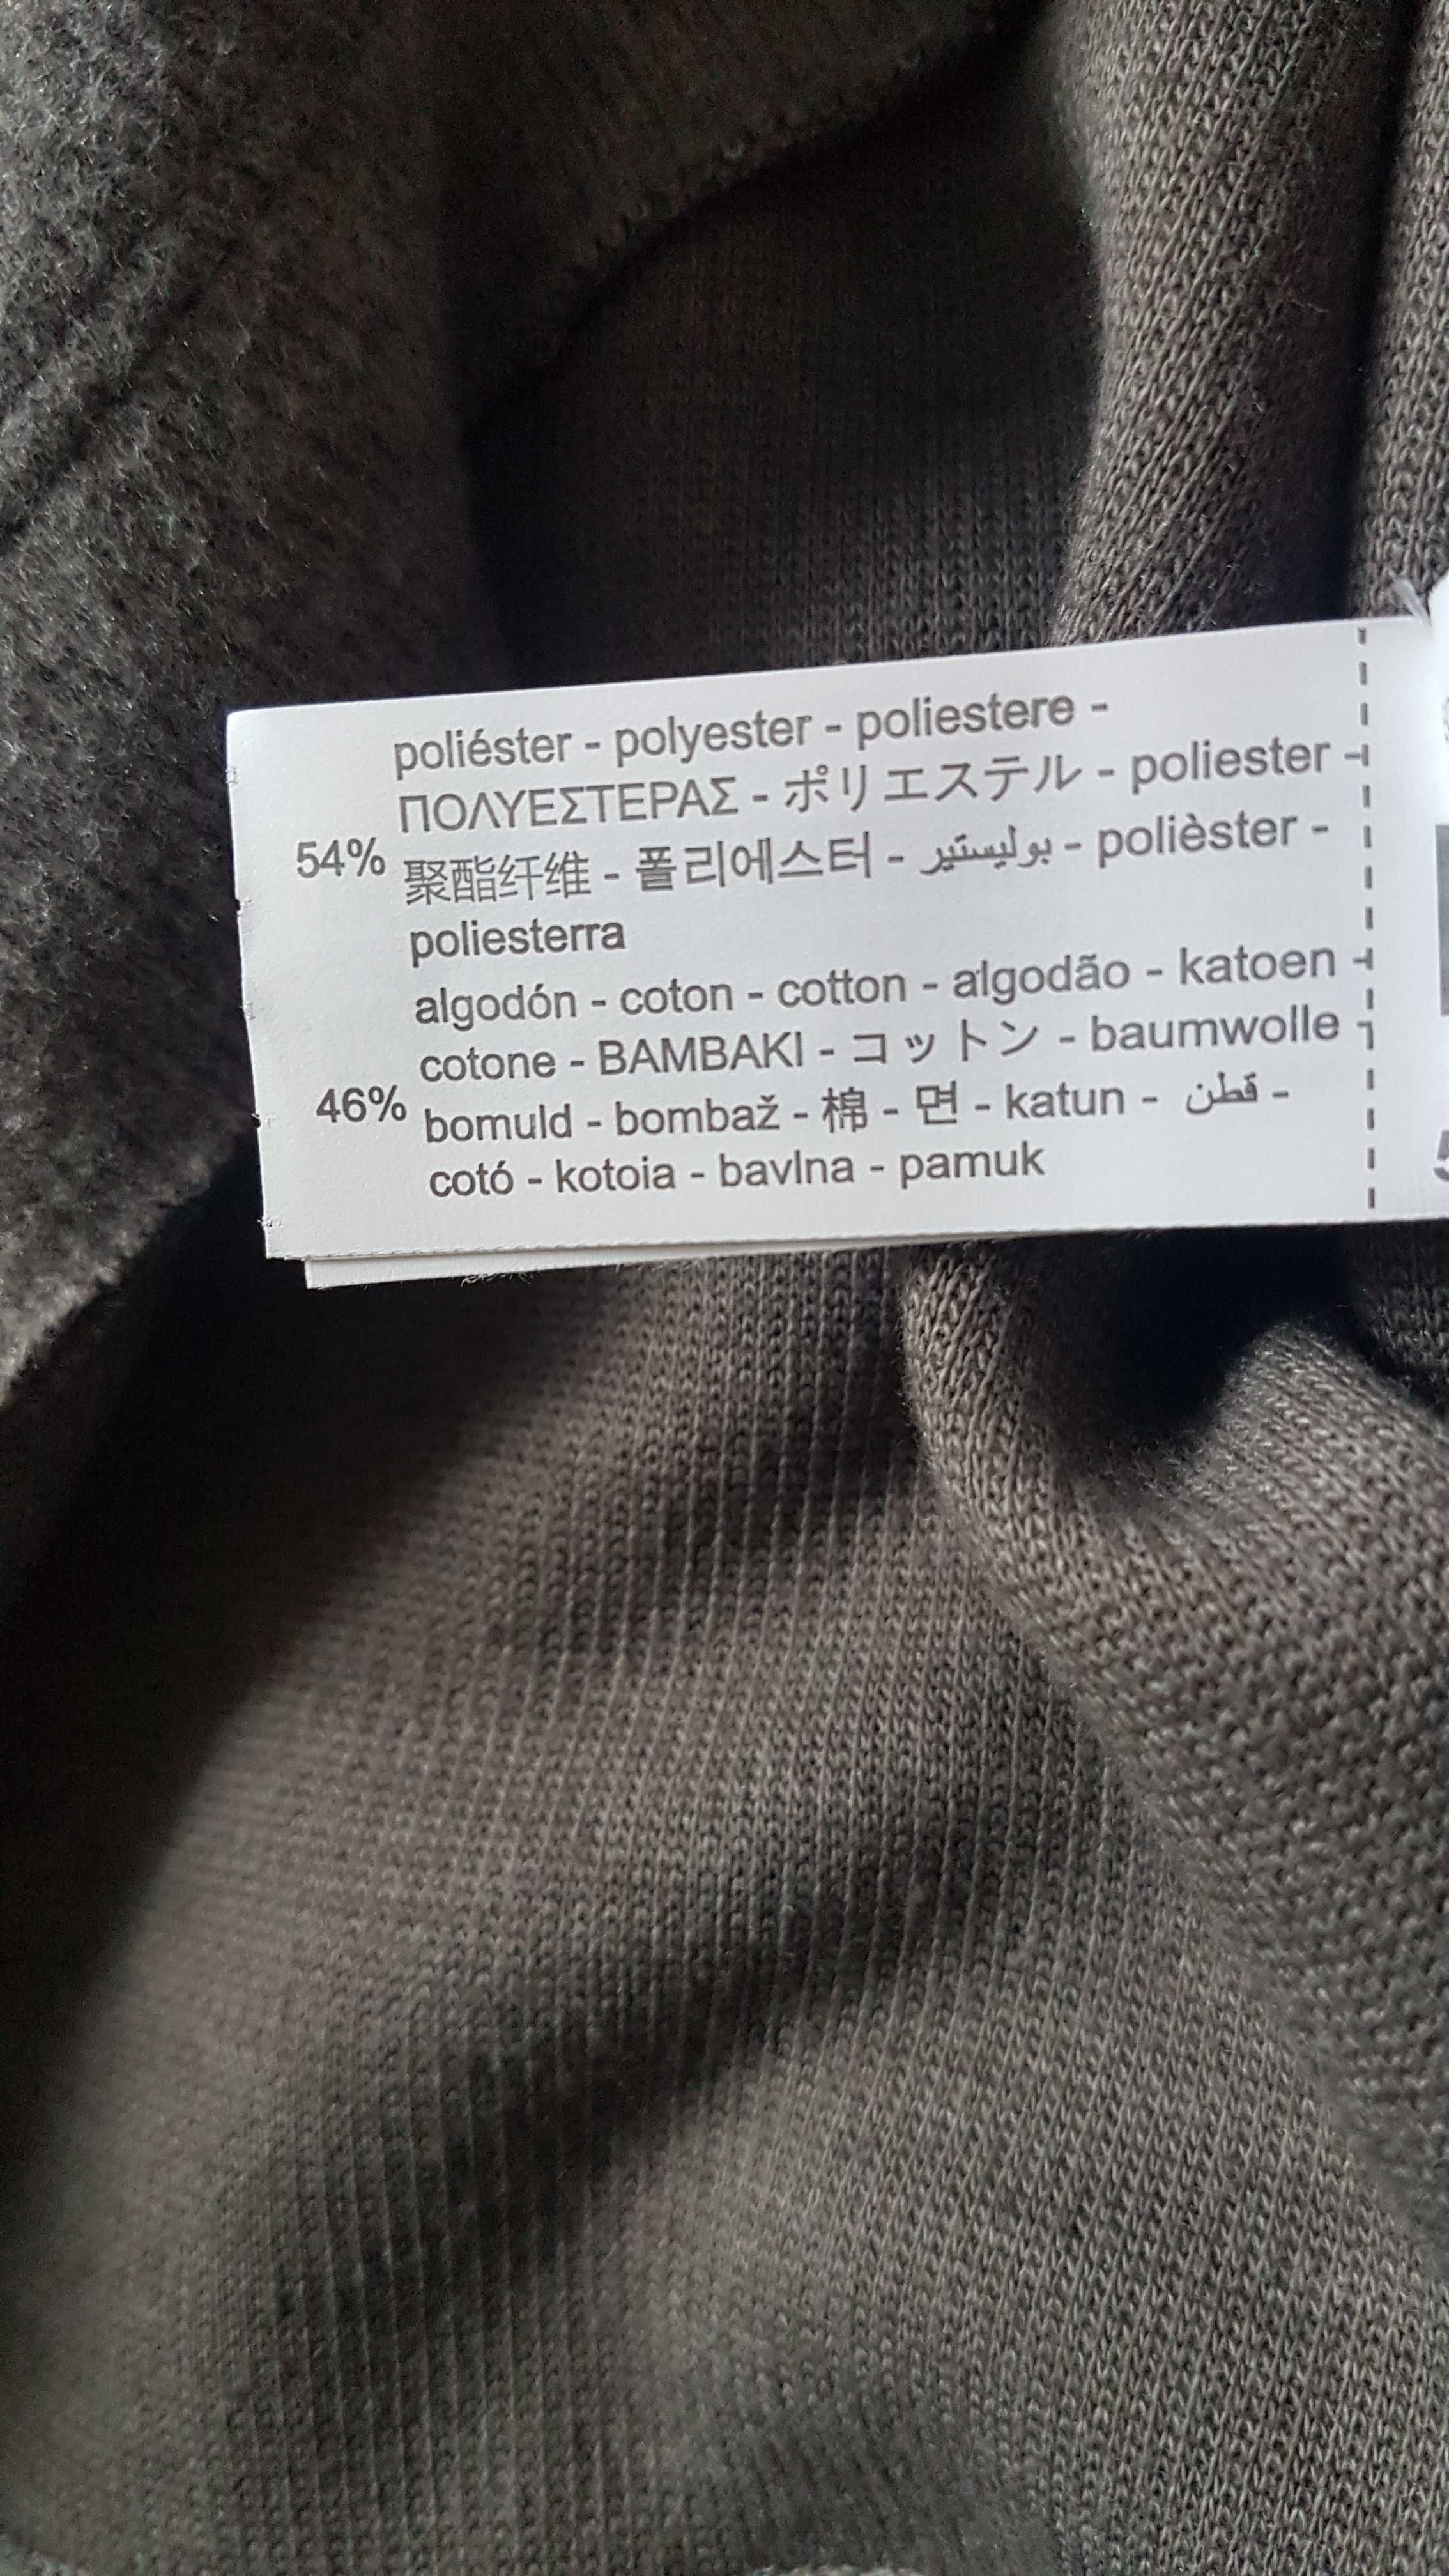 poliéster - polyester - poliestere -
ΠΟΛΥΕΣΤΕΡΑΣ - ポリエステル - poliester -
54% 聚酯纤维 - 폴리에스터 - بوليستير - polièster -
poliesterra
algodón - coton - cotton - algodão - katoen -
cotone - BAMBAKI - コットン - baumwolle -
46% bomuld - bombaž - 棉 - 면 - katun - قطن -
cotó - kotoia - bavlna - pamuk